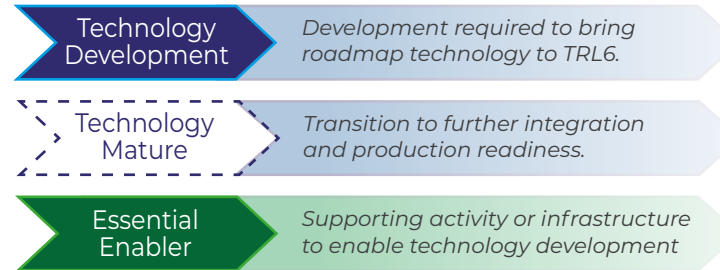 Technology
Development
Development required to bring
roadmap technology to TRL6.
Technology
Mature
Transition to further integration
and production readiness.
Essential
Enabler
Supporting activity or infrastructure
to enable technology development